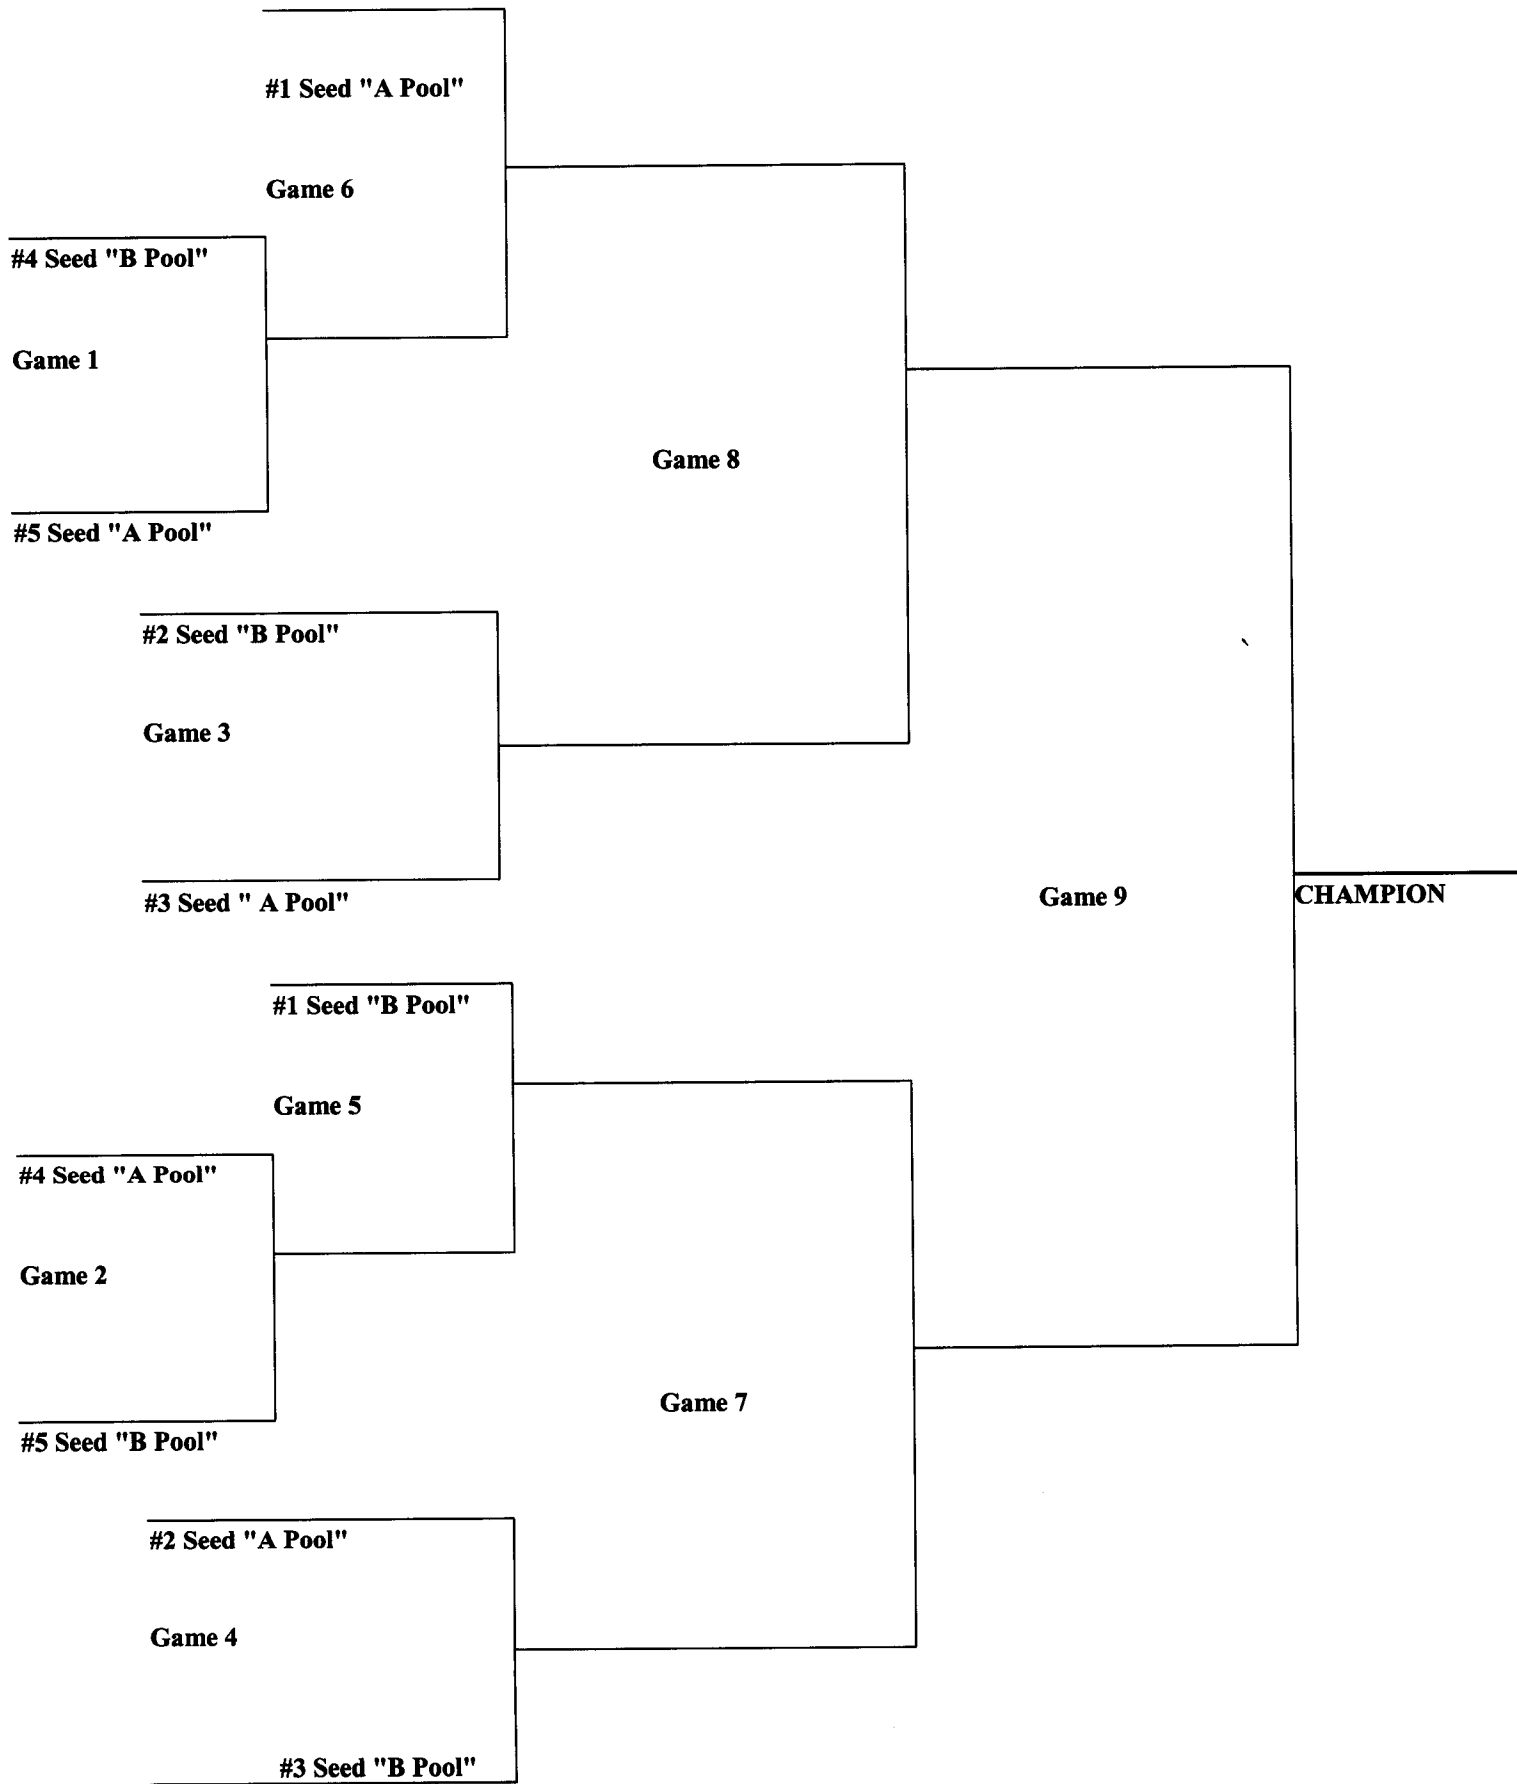 #1 Seed "A Pool"
Game 6
#4 Seed "B Pool"
Game 1
Game 8
#5 Seed "A Pool"
#2 Seed "B Pool"
Game 3
#3 Seed " A Pool"
Game 9
CHAMPION
#1 Seed "B Pool"
Game 5
#4 Seed "A Pool"
Game 2
Game 7
#5 Seed "B Pool"
#2 Seed "A Pool"
Game 4
#3 Seed "B Pool"